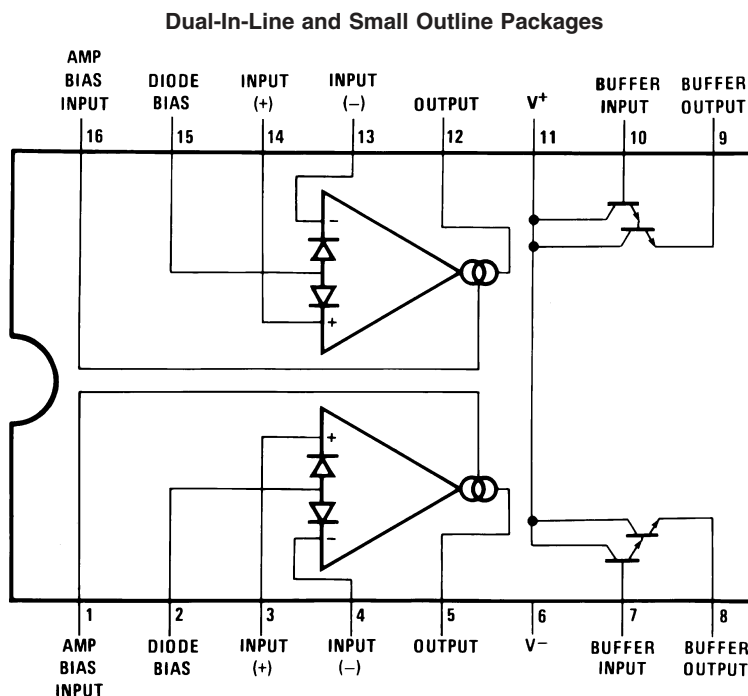 Dual-In-Line and Small Outline Packages
AMP
BIAS
INPUT
DIODE
BIAS
INPUT
(+)
INPUT
(−)
OUTPUT
V+
BUFFER
INPUT
BUFFER
OUTPUT
16 15 14 13 12 11 10 9
−
+
+
−
1 2 3 4 5 6 7 8
AMP
BIAS
INPUT
DIODE
BIAS
INPUT
(+)
INPUT
(−)
OUTPUT
V−
BUFFER
INPUT
BUFFER
OUTPUT